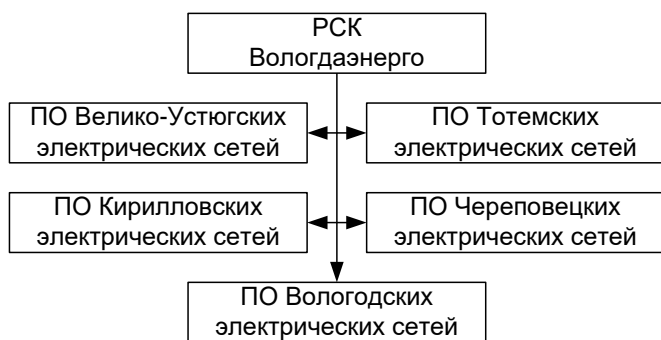 РСК
Вологдаэнерго
ПО Велико-Устюгских
электрических сетей
ПО Тотемских
электрических сетей
ПО Кирилловских
электрических сетей
ПО Череповецких
электрических сетей
ПО Вологодских
электрических сетей